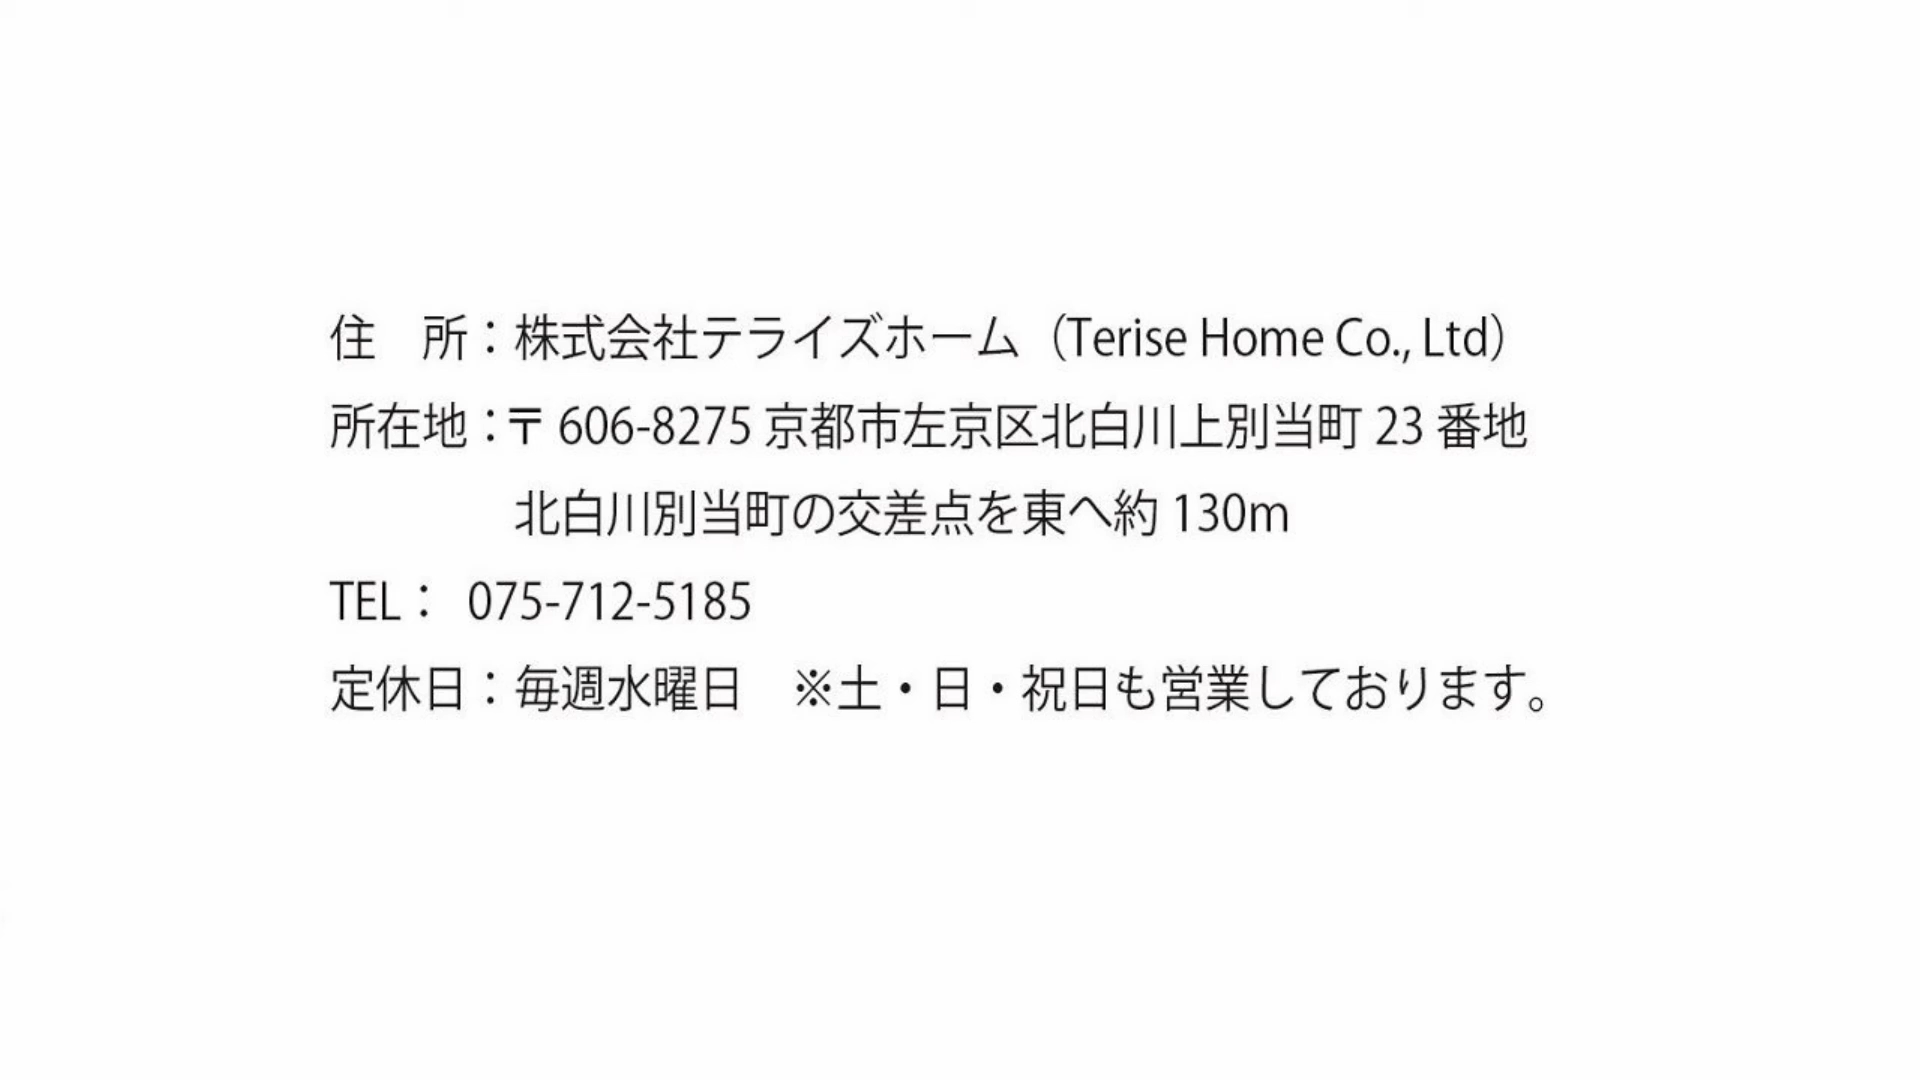 住　所：株式会社テライズホーム（Terise Home Co., Ltd）
所在地：〒 606-8275 京都市左京区北白川上別当町 23 番地
北白川別当町の交差点を東へ約 130m
TEL： 075-712-5185
定休日：毎週水曜日　※土・日・祝日も営業しております。